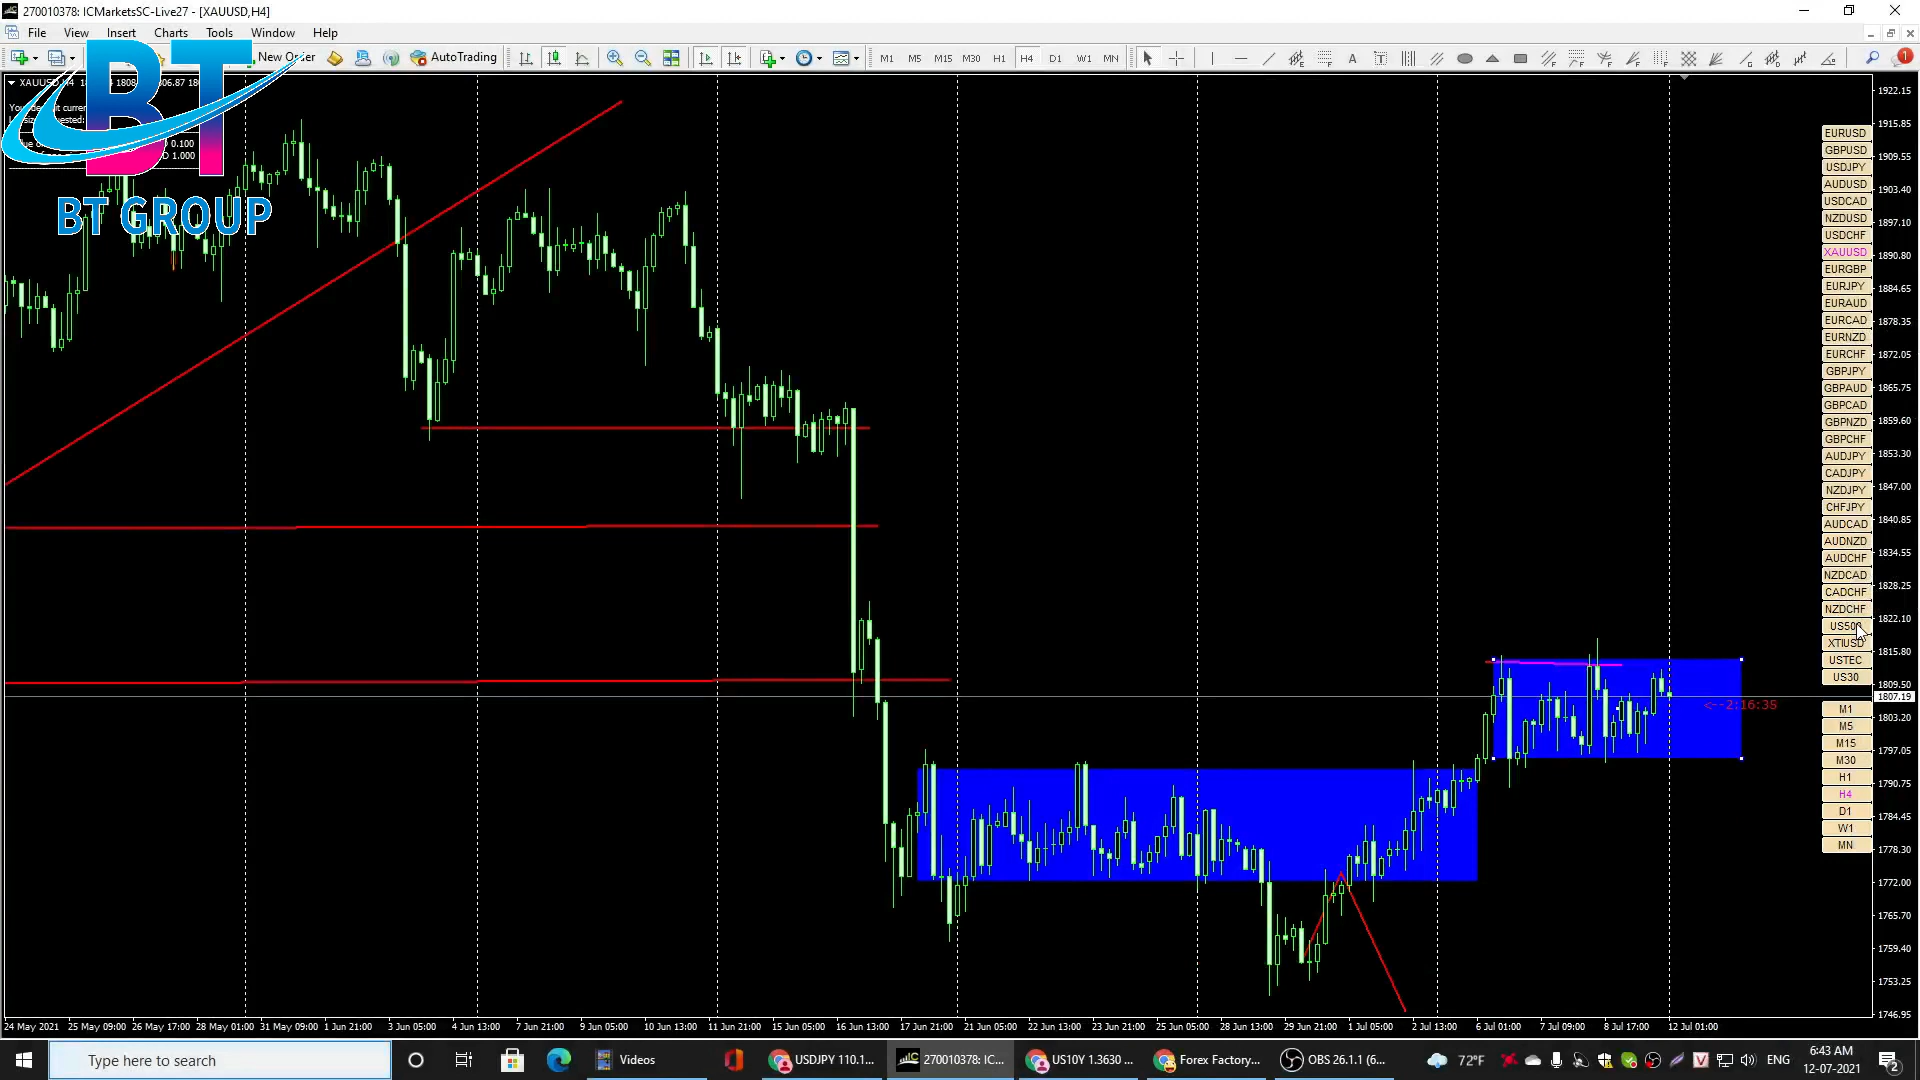 270010378: ICMarketsSC-Live27 - [XAUUSD,H4]
File View Insert Charts Tools Window Help
New Order AutoTrading M1 M5 M15 M30 H1 H4 D1 W1 MN
1
BT
BT GROUP
0.100
1.000
1922.15
1915.85
1909.55
1903.40
1897.10
1890.80
1884.65
1878.35
1872.05
1865.75
1859.60
1853.30
1847.00
1840.85
1834.55
1828.25
1822.10
1815.80
1809.50
1807.19
1803.20
1797.05
1790.75
1784.45
1778.30
1772.00
1765.70
1759.40
1753.25
1746.95
EURUSD
GBPUSD
USDJPY
AUDUSD
USDCAD
NZDUSD
USDCHF
XAUUSD
EURGBP
EURJPY
EURAUD
EURCAD
EURNZD
EURCHF
GBPJPY
GBPAUD
GBPCAD
GBPNZD
GBPCHF
AUDJPY
CADJPY
NZDJPY
CHFJPY
AUDCAD
AUDNZD
AUDCHF
NZDCAD
CADCHF
NZDCHF
US500
XTIUSD
USTEC
US30
<--2:16:35
M1
M5
M15
M30
H1
H4
D1
W1
MN
24 May 2021 25 May 09:00 26 May 17:00 28 May 01:00 31 May 09:00 1 Jun 21:00 3 Jun 05:00 4 Jun 13:00 7 Jun 21:00 9 Jun 05:00 10 Jun 13:00 11 Jun 21:00 15 Jun 05:00 16 Jun 13:00 17 Jun 21:00 21 Jun 05:00 22 Jun 13:00 23 Jun 21:00 25 Jun 05:00 28 Jun 13:00 29 Jun 21:00 1 Jul 05:00 2 Jul 13:00 6 Jul 01:00 7 Jul 09:00 8 Jul 17:00 12 Jul 01:00
Type here to search Videos USDJPY 110.1... 270010378: IC... US10Y 1.3630 ... Forex Factory... OBS 26.1.1 (6... 72°F ENG 6:43 AM
12-07-2021
2